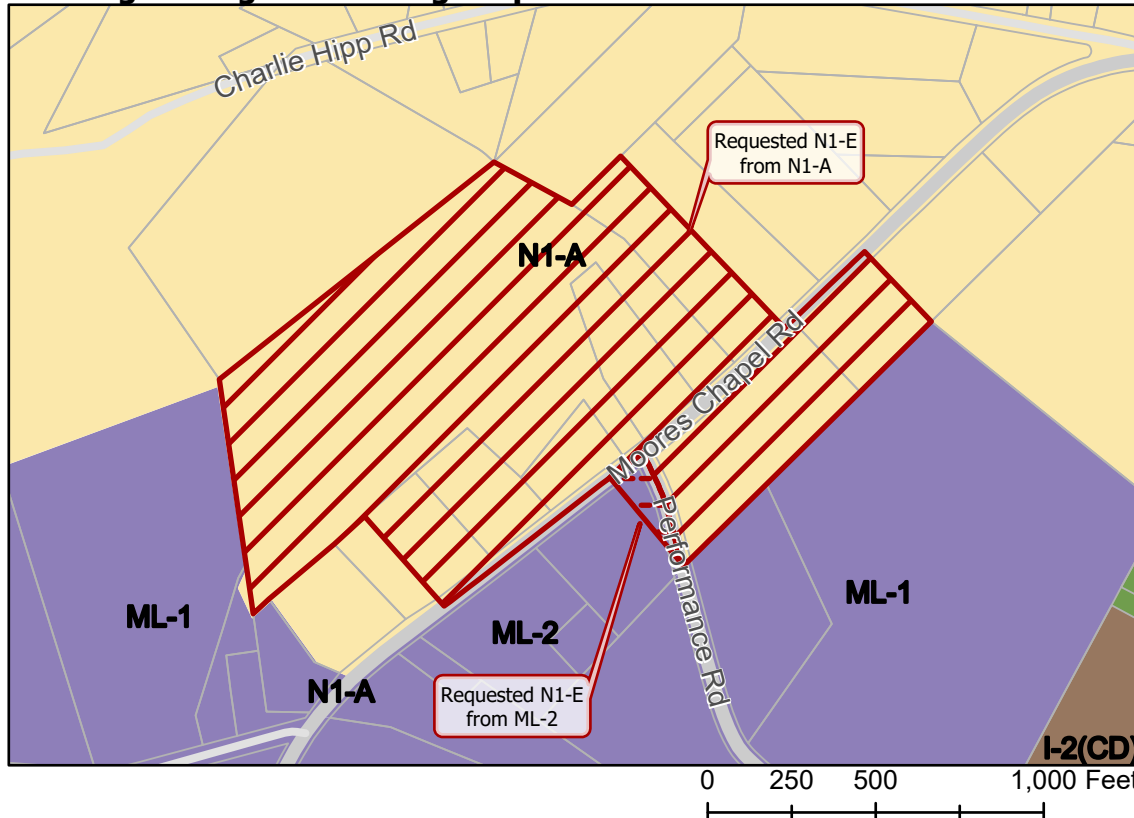 Charlie Hipp Rd
Requested N1-E
from N1-A
N1-A
Moores Chapel Rd
Performance Rd
ML-1
ML-1
ML-2
Requested N1-E
from ML-2
N1-A
I-2(CD)
0 250 500 1,000 Feet